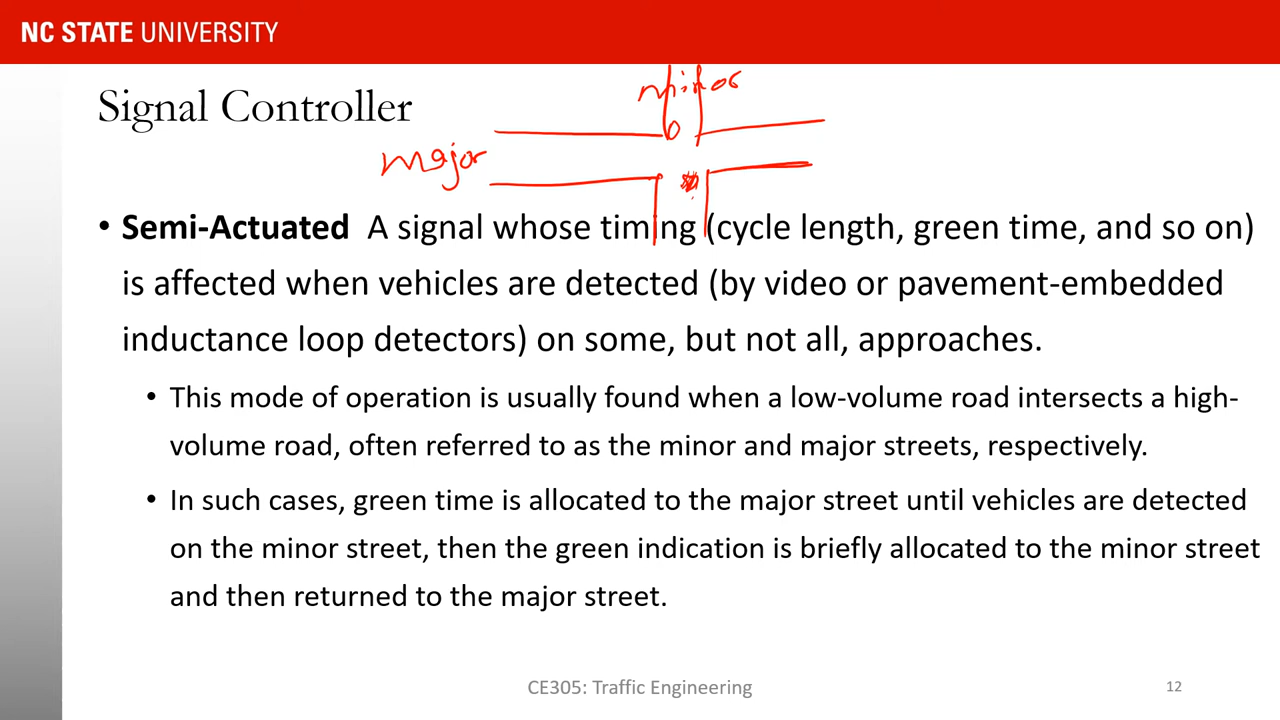 NC STATE UNIVERSITY
minor
Signal Controller
major
• Semi-Actuated A signal whose timing (cycle length, green time, and so on)
is affected when vehicles are detected (by video or pavement-embedded
inductance loop detectors) on some, but not all, approaches.
• This mode of operation is usually found when a low-volume road intersects a high-
volume road, often referred to as the minor and major streets, respectively.
• In such cases, green time is allocated to the major street until vehicles are detected
on the minor street, then the green indication is briefly allocated to the minor street
and then returned to the major street.
CE305: Traffic Engineering
12